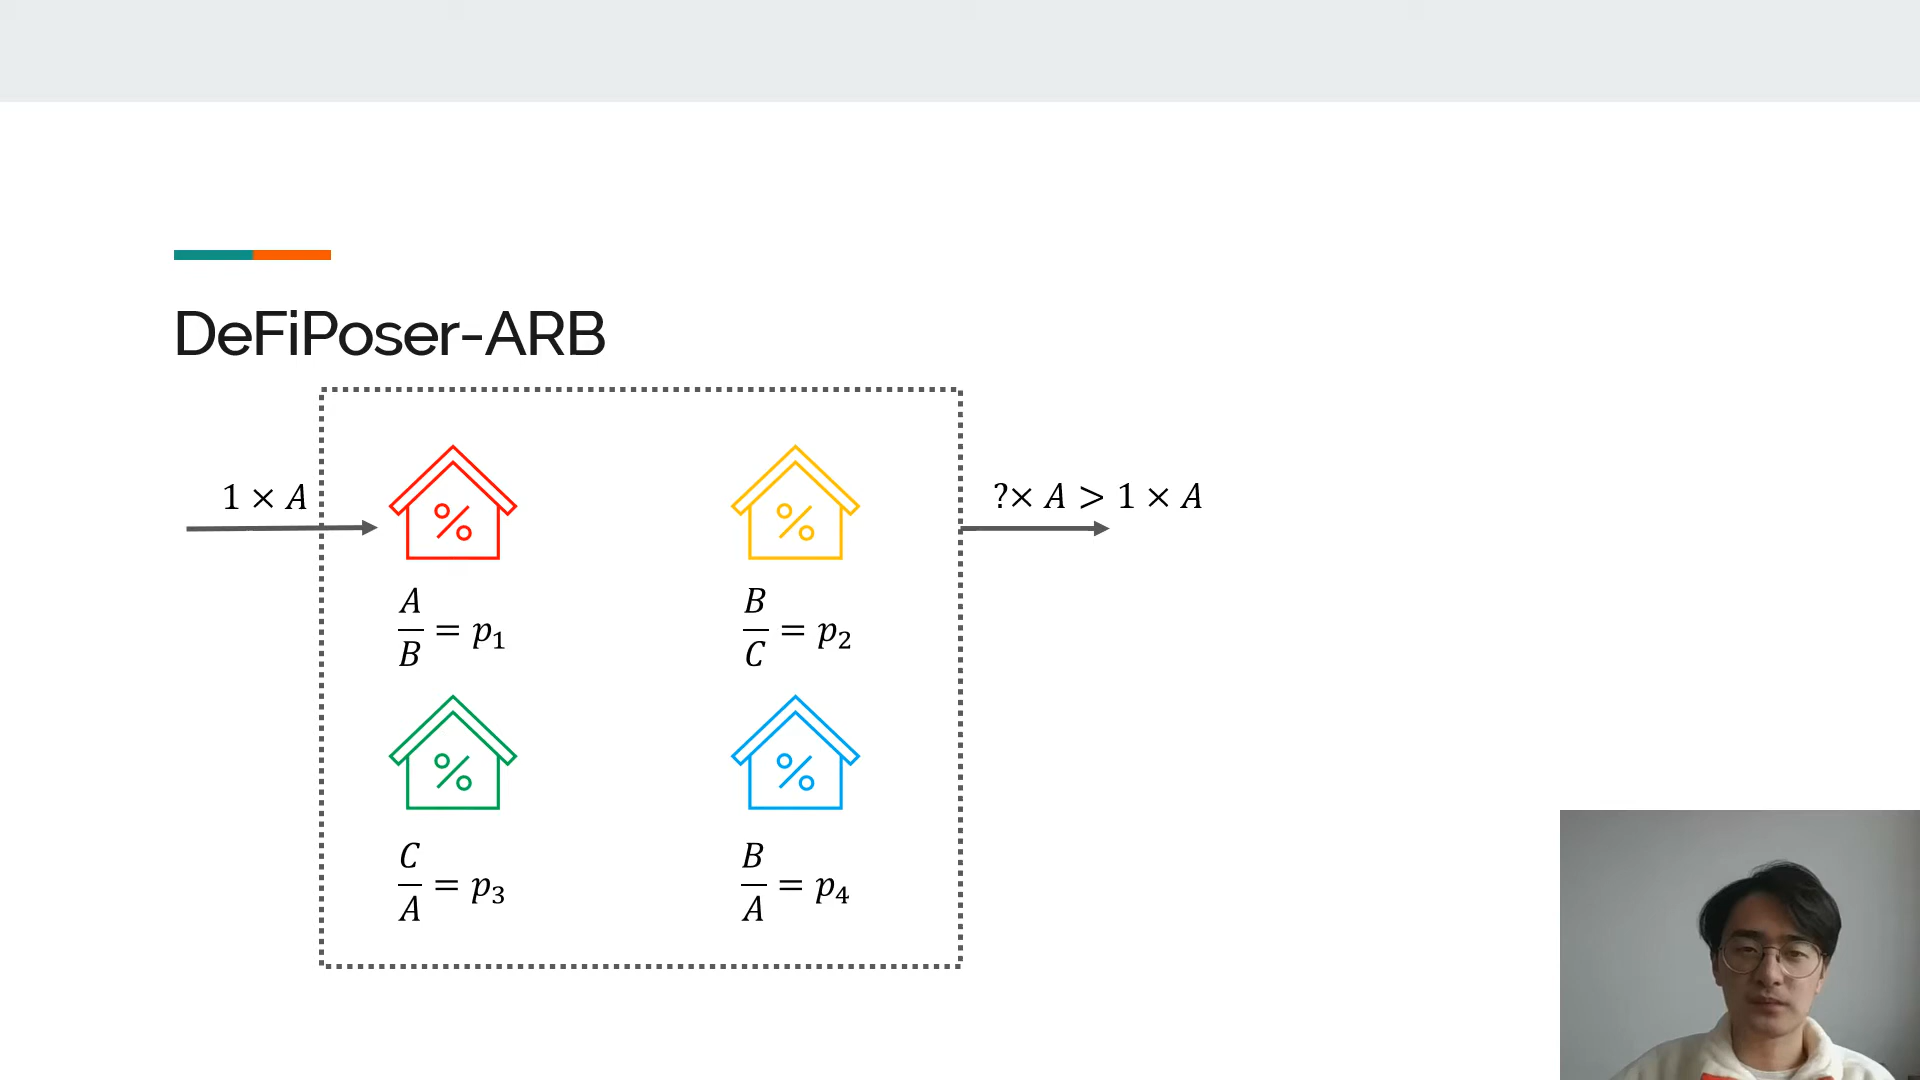 DeFiPoser-ARB
1 × A
?× A > 1 × A
%
%
A/B = p₁
B/C = p₂
%
%
C/A = p₃
B/A = p₄